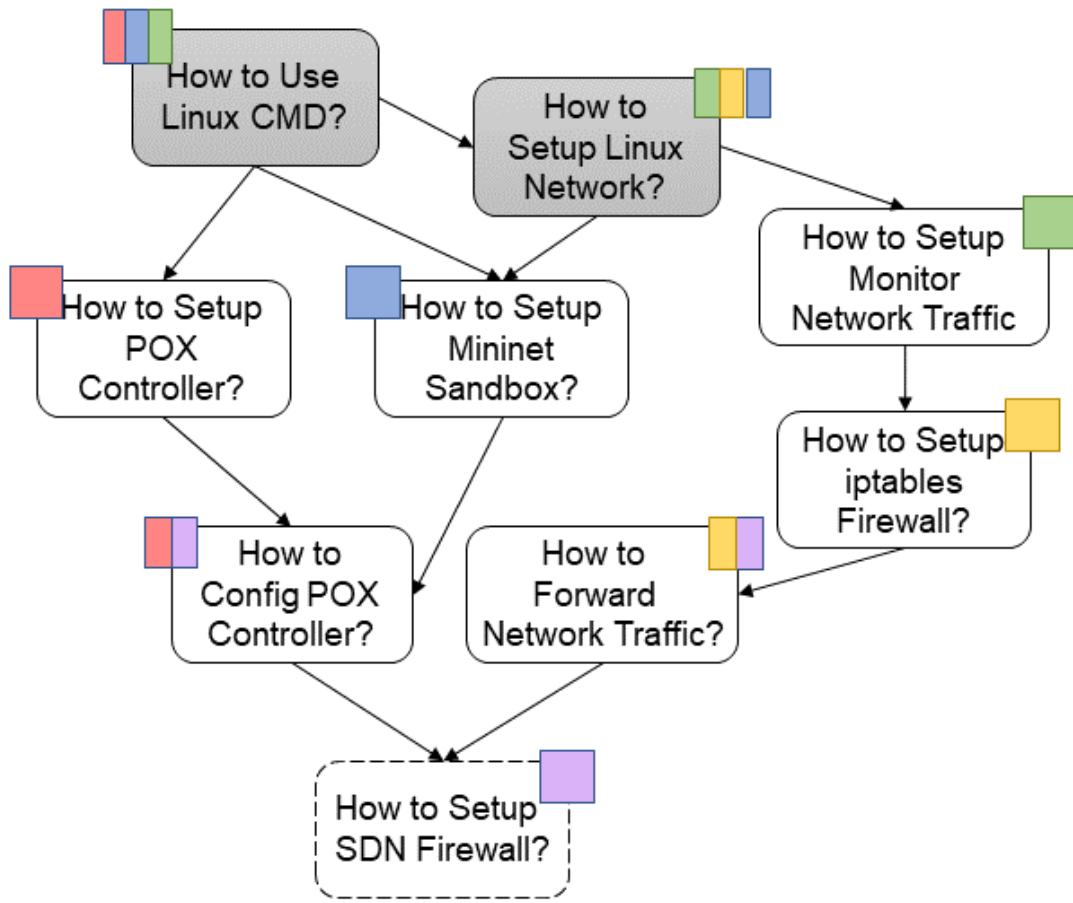 How to Use
Linux CMD?
How to
Setup Linux
Network?
How to Setup
Monitor
Network Traffic
How to Setup
POX
Controller?
How to Setup
Mininet
Sandbox?
How to Setup
iptables
Firewall?
How to
Config POX
Controller?
How to
Forward
Network Traffic?
How to Setup
SDN Firewall?